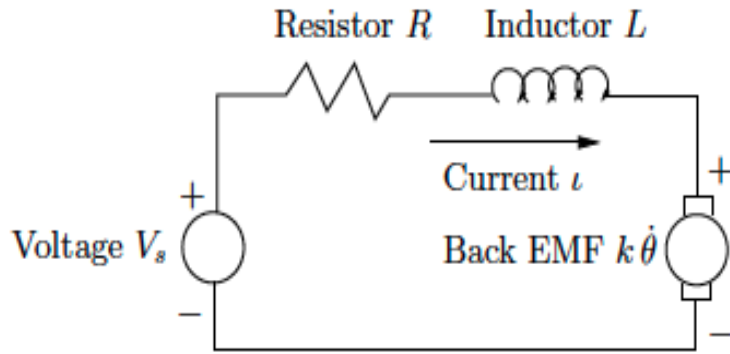 Resistor R Inductor L
Current ι
+
+
Voltage Vₛ
Back EMF k θ̇
−
−